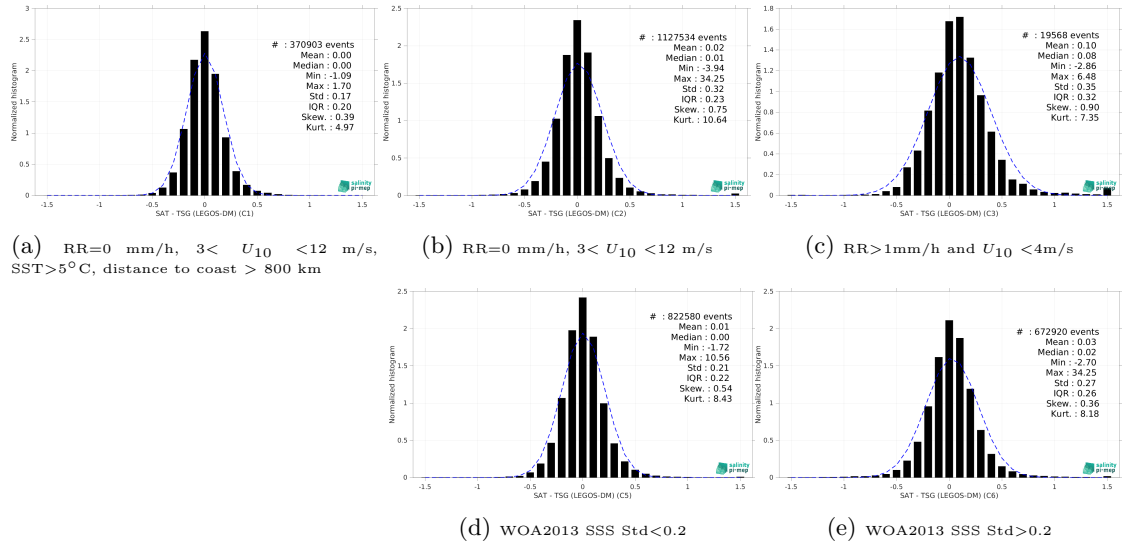 3
2.5
2
1.5
1
0.5
0
Normalized histogram
-1.5 -1 -0.5 0 0.5 1 1.5
SAT - TSG (LEGOS-DM) (C1)
# : 370903 events
Mean : 0.00
Median : 0.00
Min : -1.09
Max : 1.70
Std : 0.17
IQR : 0.20
Skew. : 0.39
Kurt. : 4.97
salinity
pi-mep
(a) RR=0 mm/h, 3< U10 <12 m/s,
SST>5°C, distance to coast > 800 km
2.5
2
1.5
1
0.5
0
Normalized histogram
-1.5 -1 -0.5 0 0.5 1 1.5
SAT - TSG (LEGOS-DM) (C2)
# : 1127534 events
Mean : 0.02
Median : 0.01
Min : -3.94
Max : 34.25
Std : 0.32
IQR : 0.23
Skew. : 0.75
Kurt. : 10.64
salinity
pi-mep
(b) RR=0 mm/h, 3< U10 <12 m/s
1.8
1.6
1.4
1.2
1
0.8
0.6
0.4
0.2
0
Normalized histogram
-1.5 -1 -0.5 0 0.5 1 1.5
SAT - TSG (LEGOS-DM) (C3)
# : 19568 events
Mean : 0.10
Median : 0.08
Min : -2.86
Max : 6.48
Std : 0.35
IQR : 0.32
Skew. : 0.90
Kurt. : 7.35
salinity
pi-mep
(c) RR>1mm/h and U10 <4m/s
2.5
2
1.5
1
0.5
0
Normalized histogram
-1.5 -1 -0.5 0 0.5 1 1.5
SAT - TSG (LEGOS-DM) (C5)
# : 822580 events
Mean : 0.01
Median : 0.00
Min : -1.72
Max : 10.56
Std : 0.21
IQR : 0.22
Skew. : 0.54
Kurt. : 8.43
salinity
pi-mep
(d) WOA2013 SSS Std<0.2
2.5
2
1.5
1
0.5
0
Normalized histogram
-1.5 -1 -0.5 0 0.5 1 1.5
SAT - TSG (LEGOS-DM) (C6)
# : 672920 events
Mean : 0.03
Median : 0.02
Min : -2.70
Max : 34.25
Std : 0.27
IQR : 0.26
Skew. : 0.36
Kurt. : 8.18
salinity
pi-mep
(e) WOA2013 SSS Std>0.2